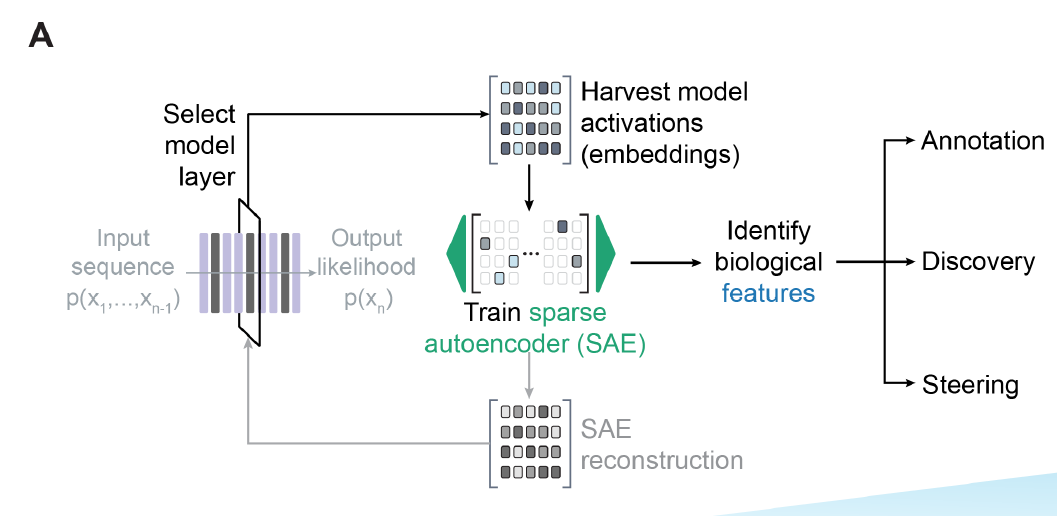 A
Select
model
layer
Harvest model
activations
(embeddings)
Input
sequence
p(x₁,...,xₙ₋₁)
Output
likelihood
p(xₙ)
...
Train sparse
autoencoder (SAE)
Identify
biological
features
Annotation
Discovery
Steering
SAE
reconstruction